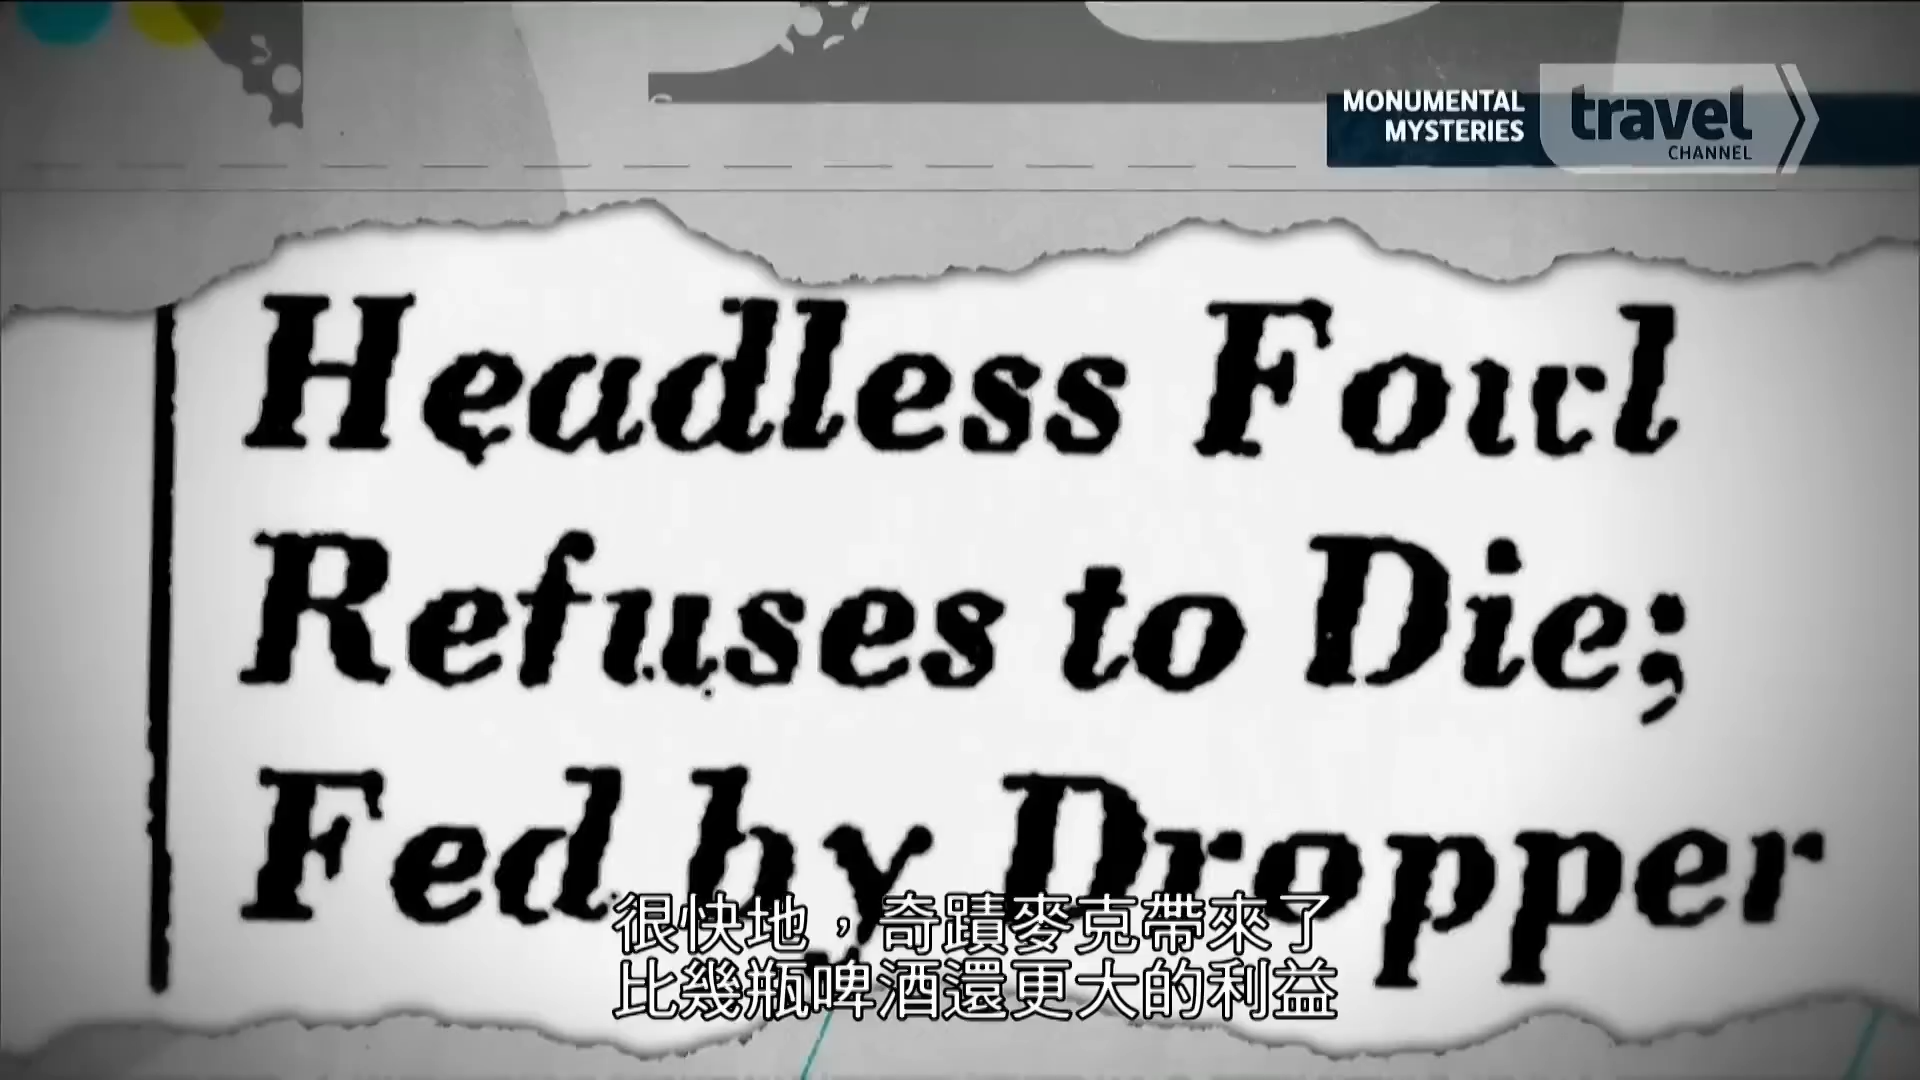 MONUMENTAL
MYSTERIES
travel
CHANNEL
Headless Fowl
Refuses to Die;
Fed by Dropper
很快地，奇蹟麥克帶來了
比幾瓶啤酒還更大的利益